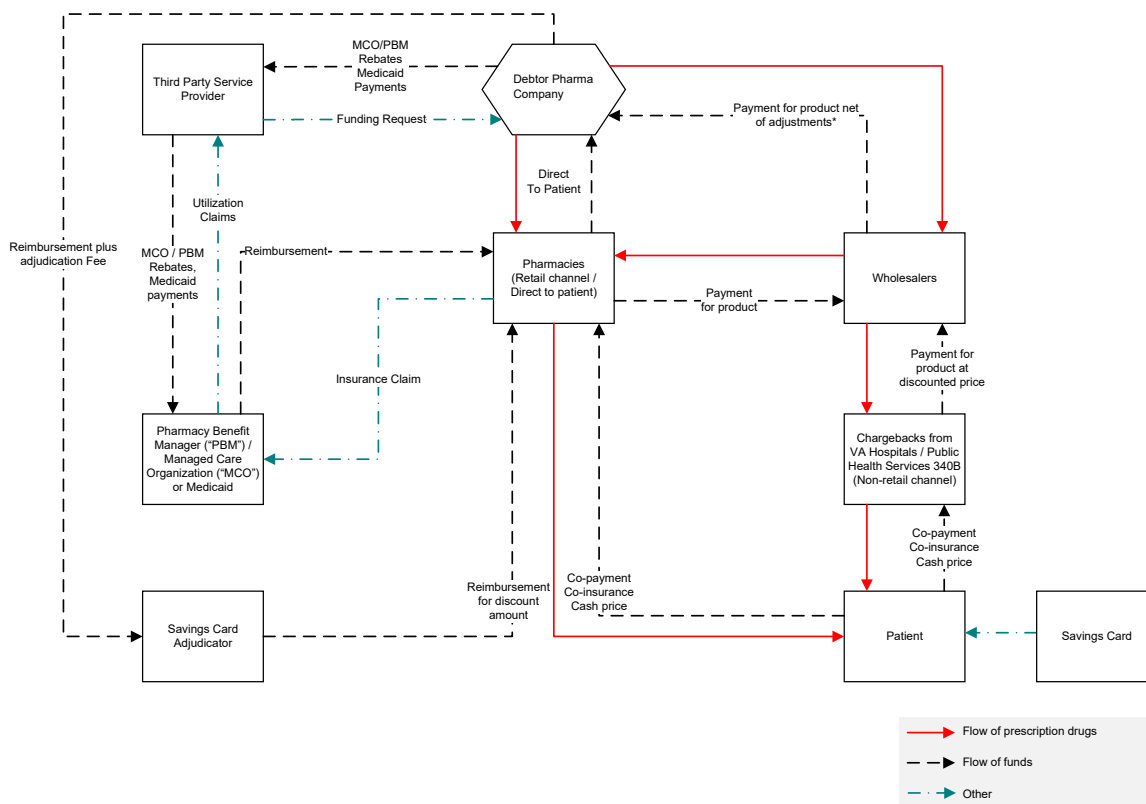 MCO/PBM
Rebates
Medicaid
Payments
Third Party Service
Provider
Debtor Pharma
Company
Payment for product net
of adjustments*
Funding Request
Direct
To Patient
Utilization
Claims
Reimbursement plus
adjudication Fee
MCO / PBM
Rebates,
Medicaid
payments
Reimbursement
Pharmacies
(Retail channel /
Direct to patient)
Wholesalers
Payment
for product
Payment for
product at
discounted price
Insurance Claim
Pharmacy Benefit
Manager (“PBM”) /
Managed Care
Organization (“MCO”)
or Medicaid
Chargebacks from
VA Hospitals / Public
Health Services 340B
(Non-retail channel)
Co-payment
Co-insurance
Cash price
Reimbursement
for discount
amount
Co-payment
Co-insurance
Cash price
Savings Card
Adjudicator
Patient
Savings Card
Flow of prescription drugs
Flow of funds
Other